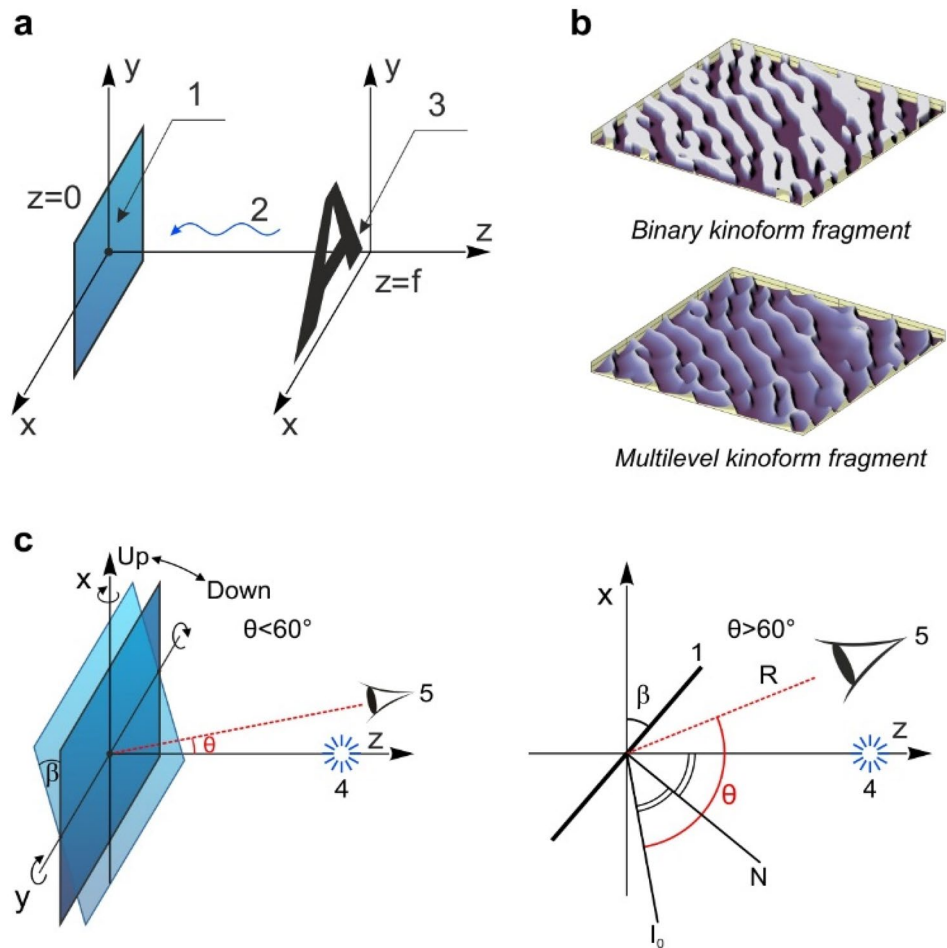 a
y
1
z=0
2
x
y
3
z
z=f
x
b
Binary kinoform fragment
Multilevel kinoform fragment
c
x
Up
Down
θ<60°
5
θ
z
4
β
y
x
θ>60°
5
1
β
R
z
4
θ
N
I₀